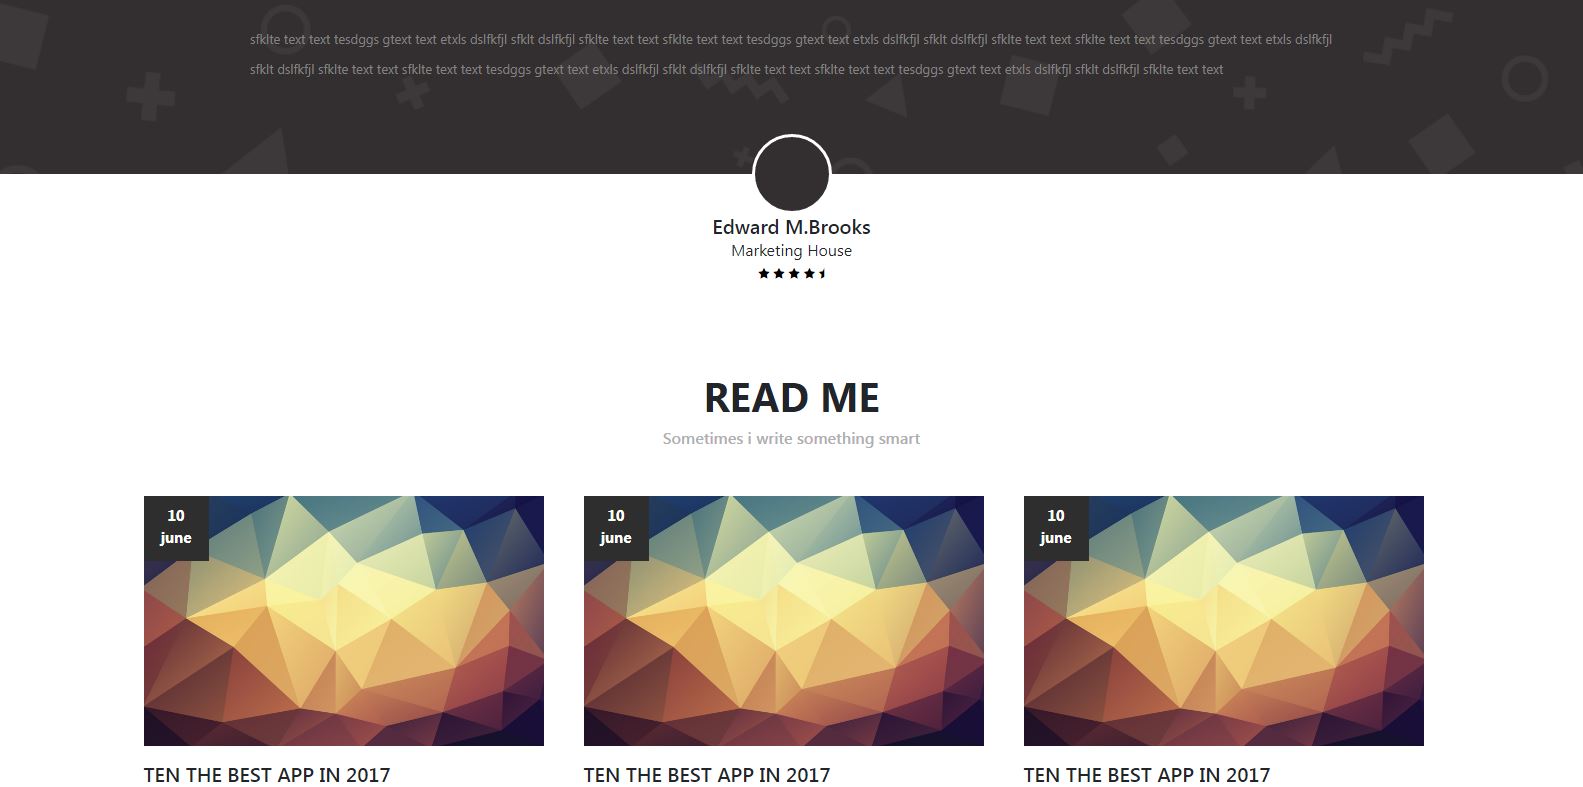 sfklte text text tesdggs gtext text etxls dslfkfjl sfklt dslfkfjl sfklte text text sfklte text text tesdggs gtext text etxls dslfkfjl sfklt dslfkfjl sfklte text text sfklte text text tesdggs gtext text etxls dslfkfjl
sfklt dslfkfjl sfklte text text sfklte text text tesdggs gtext text etxls dslfkfjl sfklt dslfkfjl sfklte text text sfklte text text tesdggs gtext text etxls dslfkfjl sfklt dslfkfjl sfklte text text
Edward M.Brooks
Marketing House
READ ME
Sometimes i write something smart
10
june
10
june
10
june
TEN THE BEST APP IN 2017
TEN THE BEST APP IN 2017
TEN THE BEST APP IN 2017